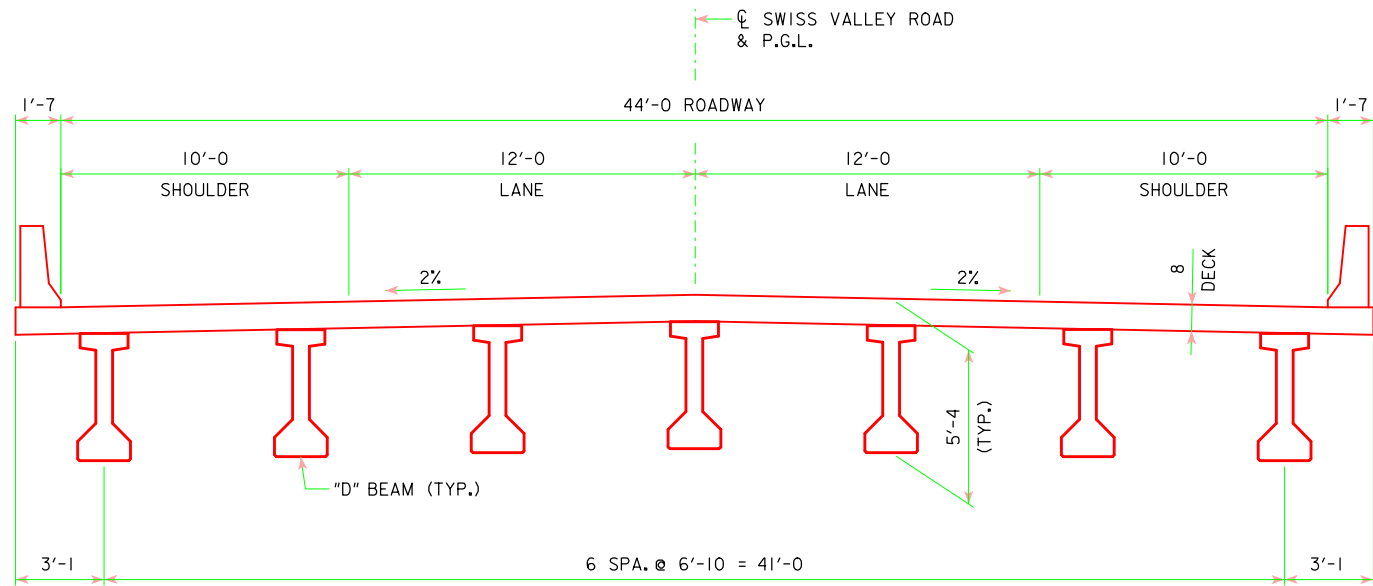 ℄ SWISS VALLEY ROAD
& P.G.L.
1'-7
44'-0 ROADWAY
1'-7
10'-0
12'-0
12'-0
10'-0
SHOULDER
LANE
LANE
SHOULDER
2%
2%
8
DECK
5'-4
(TYP.)
"D" BEAM (TYP.)
3'-1
6 SPA. @ 6'-10 = 41'-0
3'-1